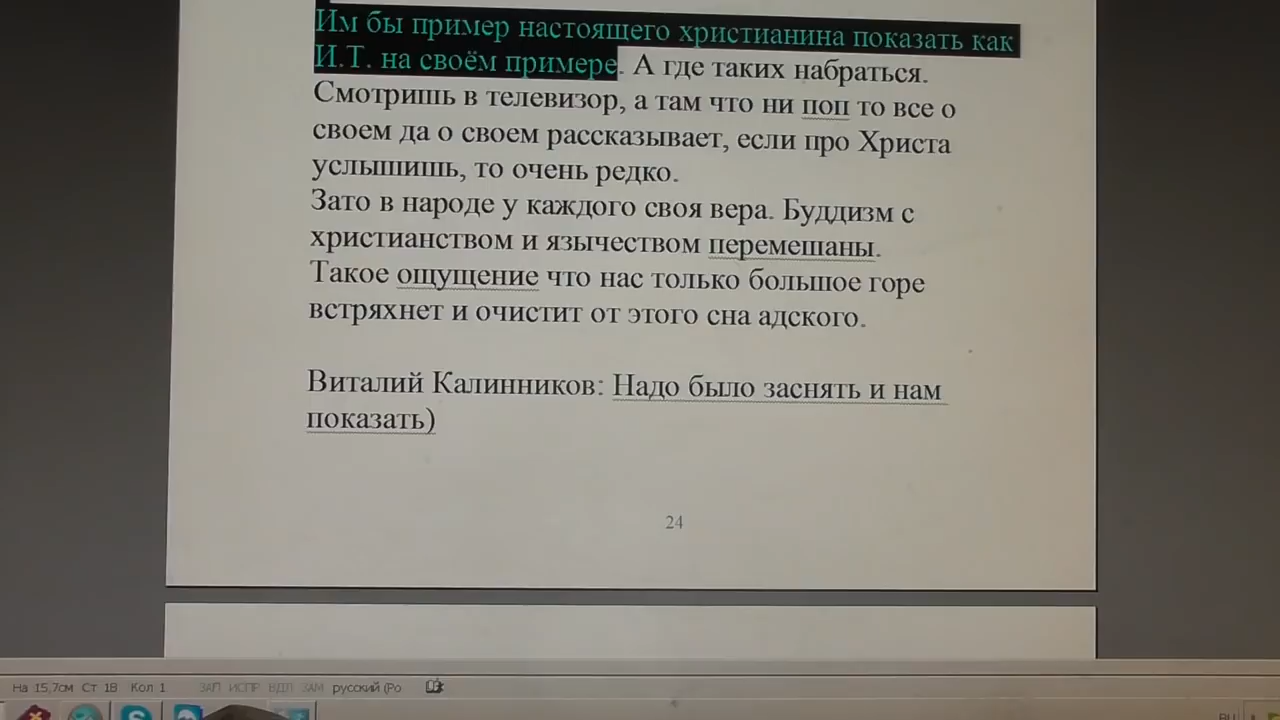 Им бы пример настоящего христианина показать как
И.Т. на своём примере. А где таких набраться.
Смотришь в телевизор, а там что ни поп то все о
своем да о своем рассказывает, если про Христа
услышишь, то очень редко.
Зато в народе у каждого своя вера. Буддизм с
христианством и язычеством перемешаны.
Такое ощущение что нас только большое горе
встряхнет и очистит от этого сна адского.
Виталий Калинников: Надо было заснять и нам
показать)
24
На 15,7см Ст 18 Кол 1 ЗАП ИСПР ВДЛ ЗАМ русский (Ро
RU